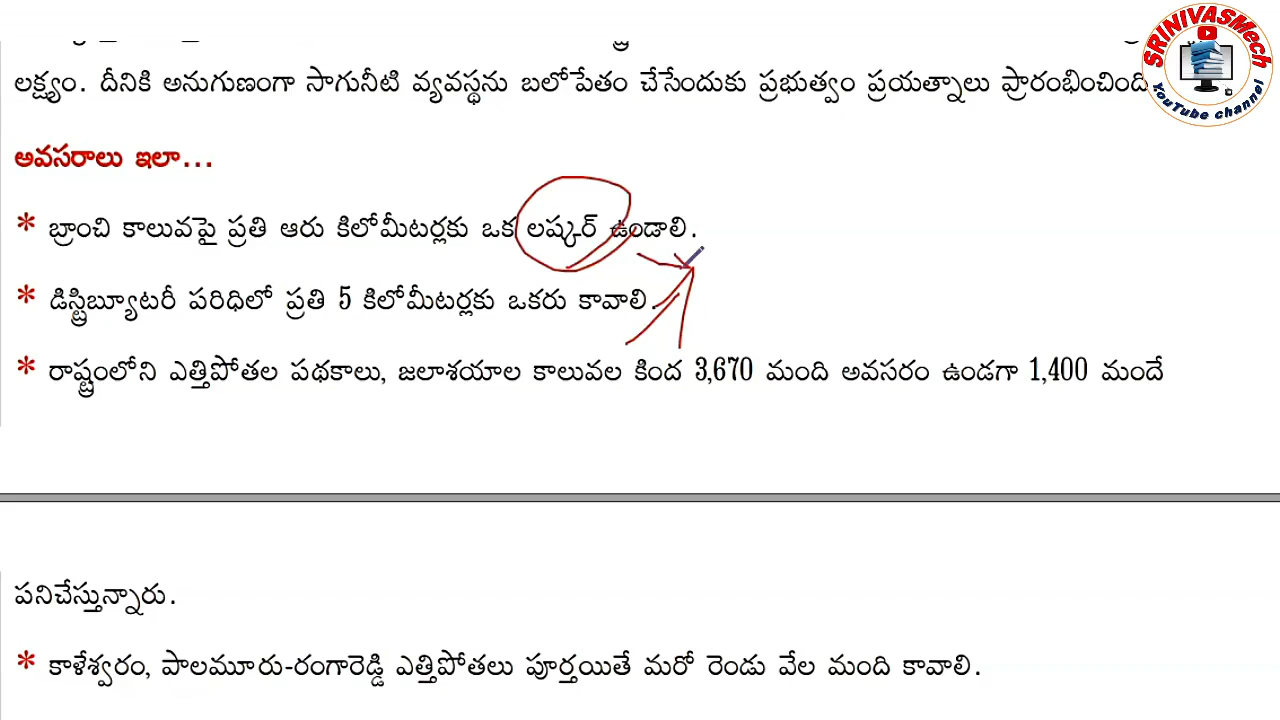 SRINIVASMech
YouTube channel
లక్ష్యం. దీనికి అనుగుణంగా సాగునీటి వ్యవస్థను బలోపేతం చేసేందుకు ప్రభుత్వం ప్రయత్నాలు ప్రారంభించింది
అవసరాలు ఇలా...
* బ్రాంచి కాలువపై ప్రతి ఆరు కిలోమీటర్లకు ఒక లష్కర్ ఉండాలి.
* డిస్ట్రిబ్యూటరీ పరిధిలో ప్రతి 5 కిలోమీటర్లకు ఒకరు కావాలి.
* రాష్ట్రంలోని ఎత్తిపోతల పథకాలు, జలాశయాల కాలువల కింద 3,670 మంది అవసరం ఉండగా 1,400 మందే
పనిచేస్తున్నారు.
* కాళేశ్వరం, పాలమూరు-రంగారెడ్డి ఎత్తిపోతలు పూర్తయితే మరో రెండు వేల మంది కావాలి.